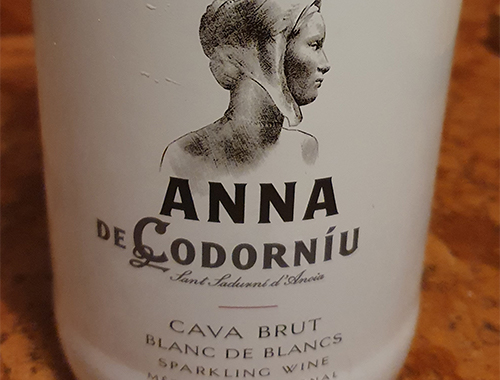 ANNA
DE CODORNÍU
Sant Sadurní d'Anoia
CAVA BRUT
BLANC DE BLANCS
SPARKLING WINE